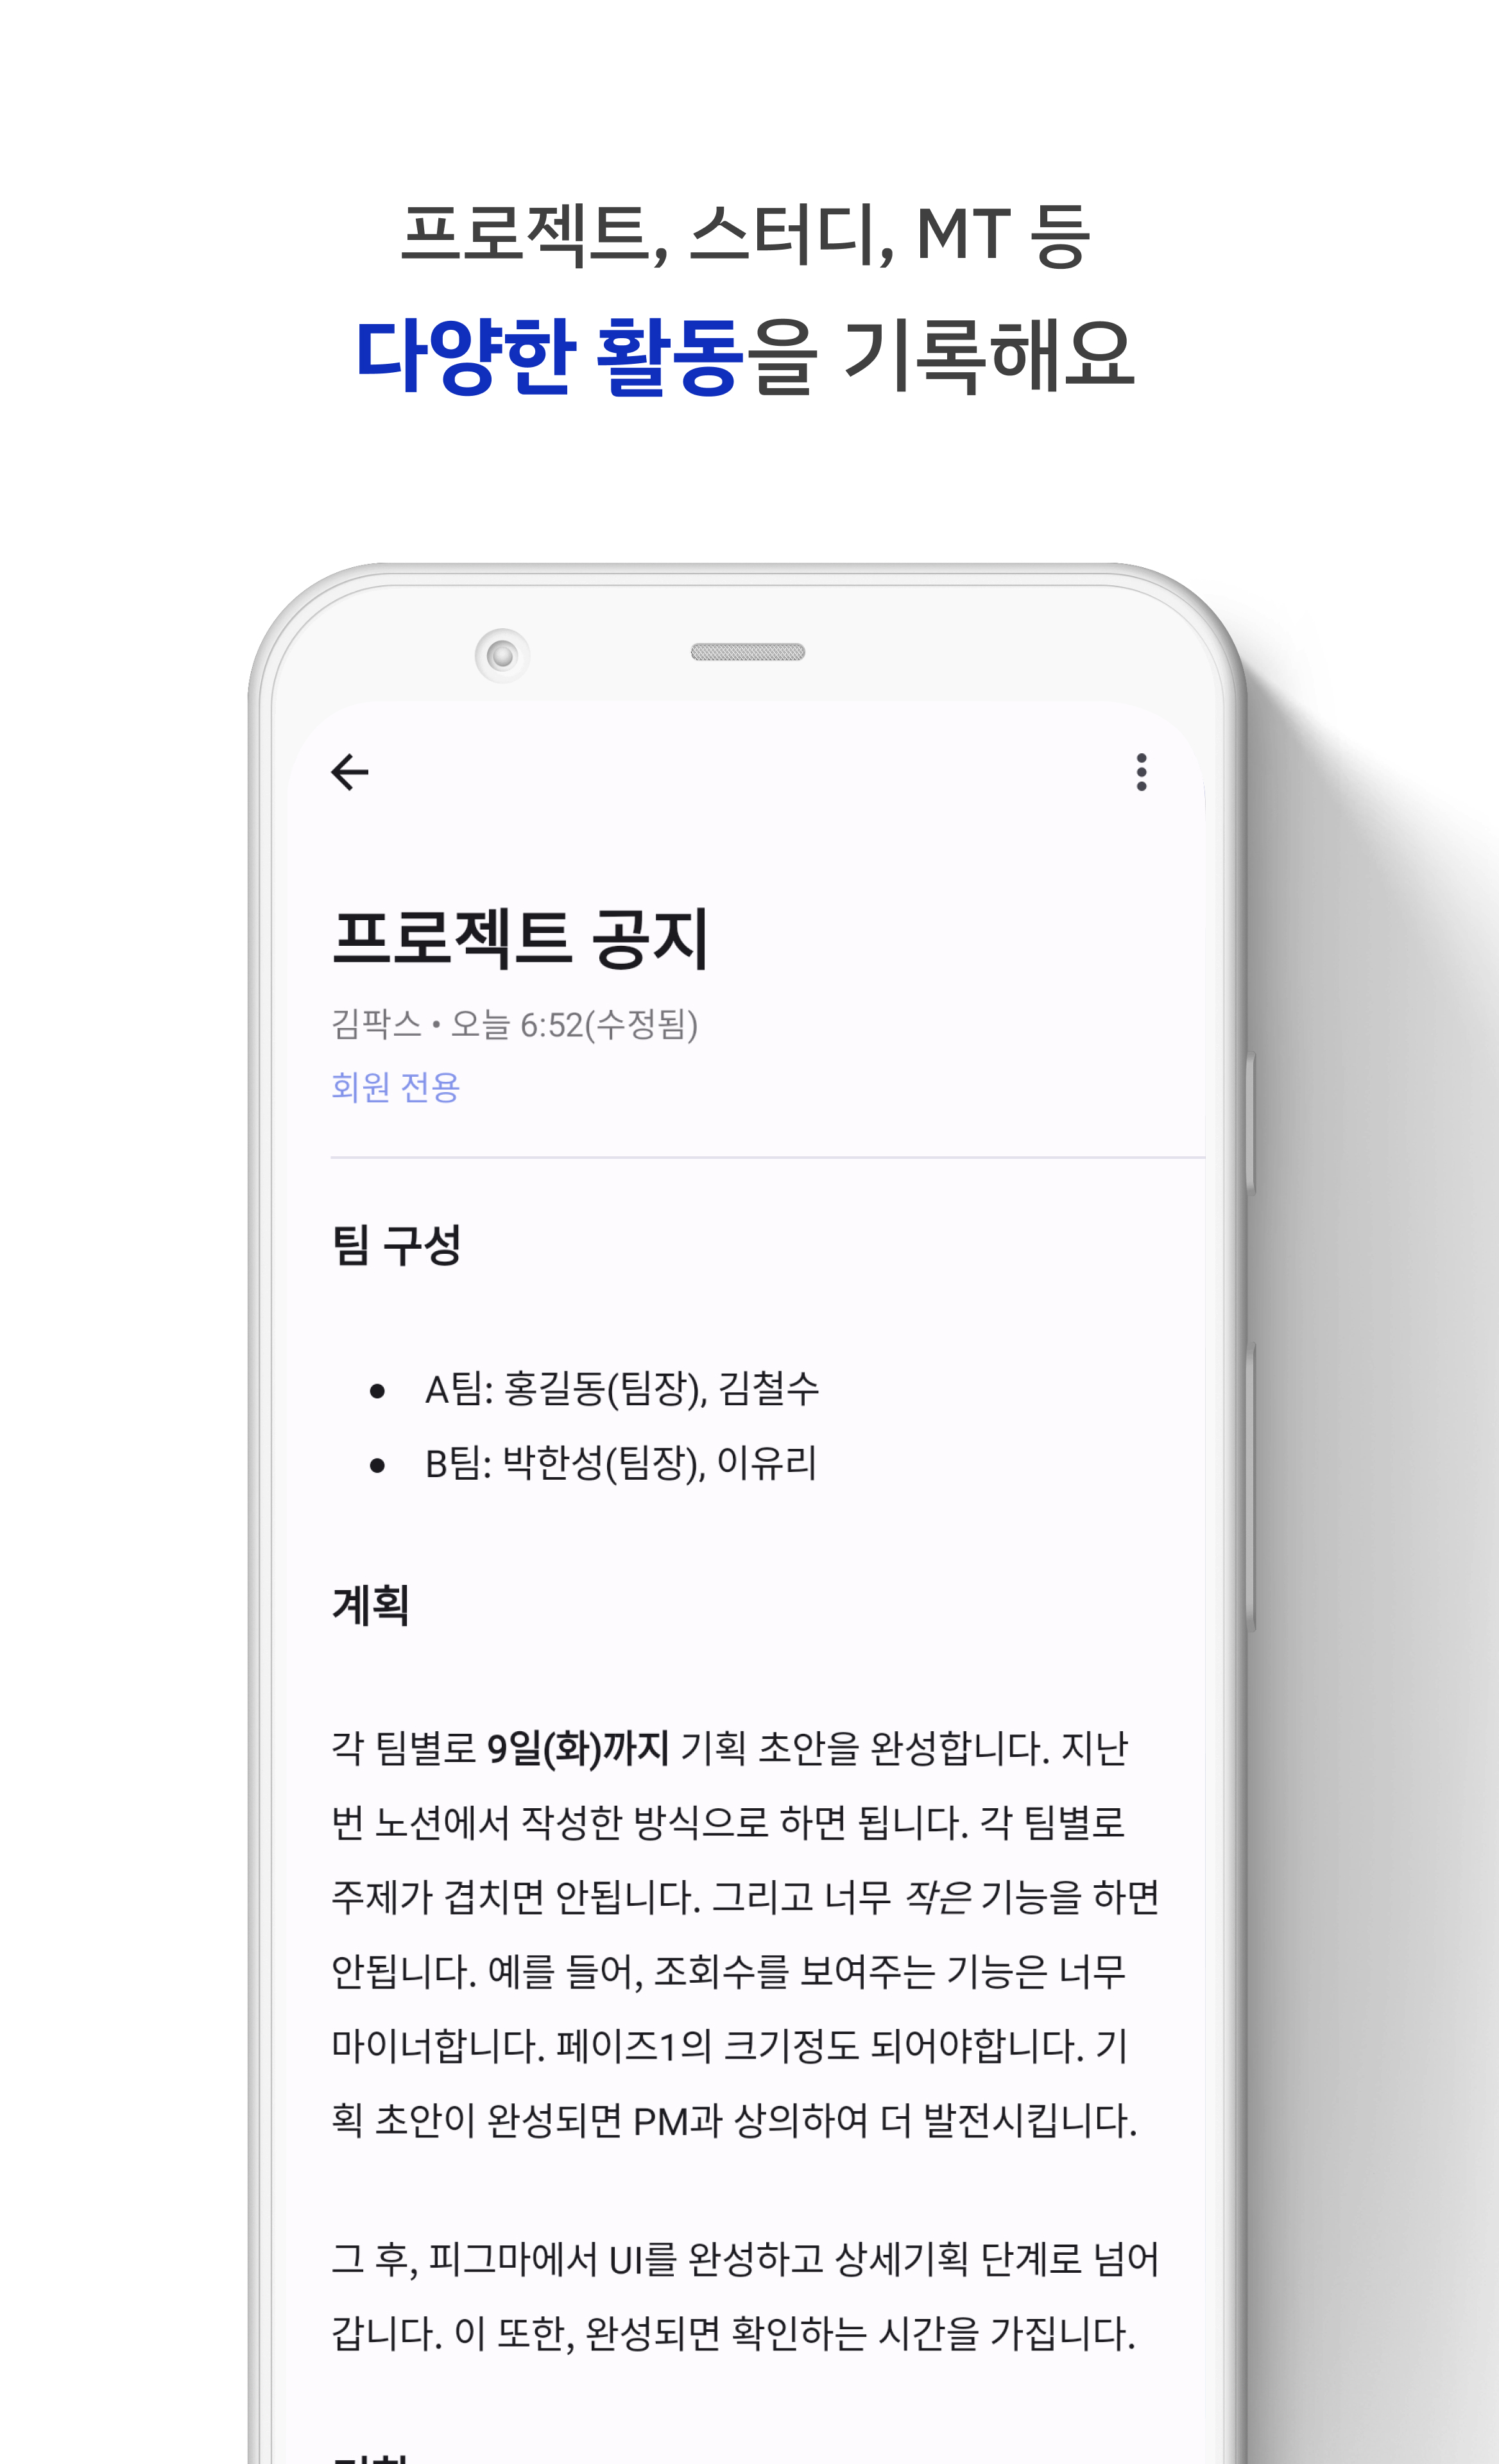 프로젝트, 스터디, MT 등
다양한 활동을 기록해요
프로젝트 공지
김팍스 • 오늘 6:52(수정됨)
회원 전용
팀 구성
• A팀: 홍길동(팀장), 김철수
• B팀: 박한성(팀장), 이유리
계획
각 팀별로 9일(화)까지 기획 초안을 완성합니다. 지난
번 노션에서 작성한 방식으로 하면 됩니다. 각 팀별로
주제가 겹치면 안됩니다. 그리고 너무 작은 기능을 하면
안됩니다. 예를 들어, 조회수를 보여주는 기능은 너무
마이너합니다. 페이즈1의 크기정도 되어야합니다. 기
획 초안이 완성되면 PM과 상의하여 더 발전시킵니다.
그 후, 피그마에서 UI를 완성하고 상세기획 단계로 넘어
갑니다. 이 또한, 완성되면 확인하는 시간을 가집니다.